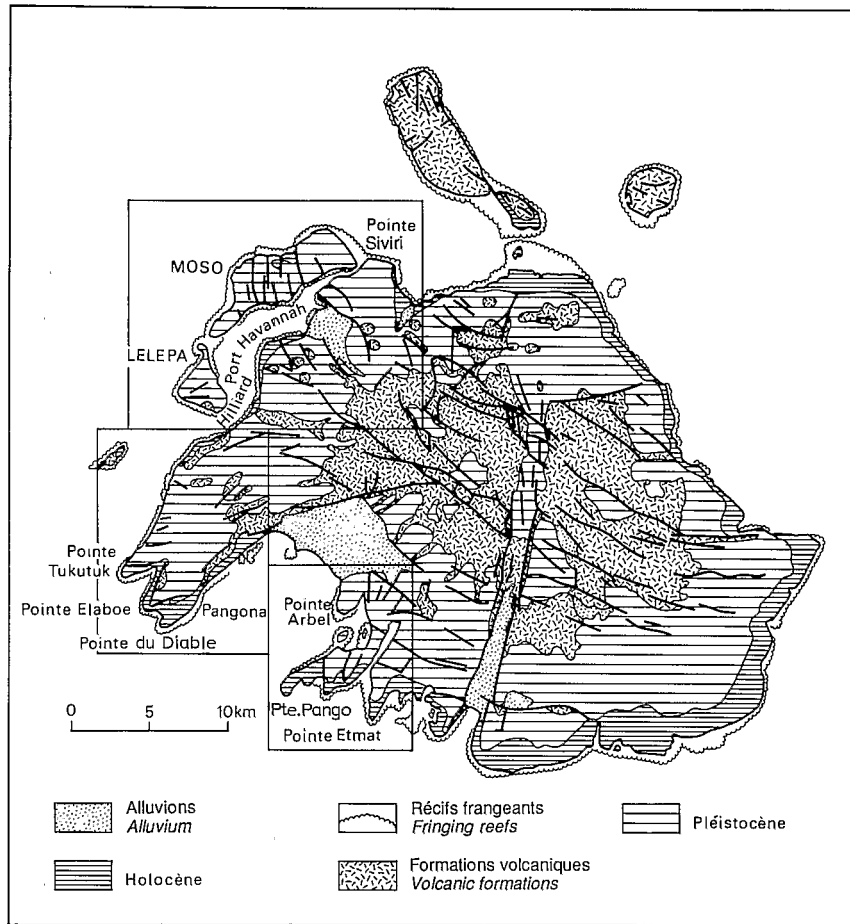 Pointe
Siviri
MOSO
Port Havannah
LELEPA
Hilliard
Pointe
Tukutuk
Pointe Elaboe
Pangona
Pointe
Arbel
Pointe du Diable
Pte. Pango
Pointe Etmat
0 5 10km
Alluvions
Alluvium
Récifs frangeants
Fringing reefs
Pléistocène
Holocène
Formations volcaniques
Volcanic formations